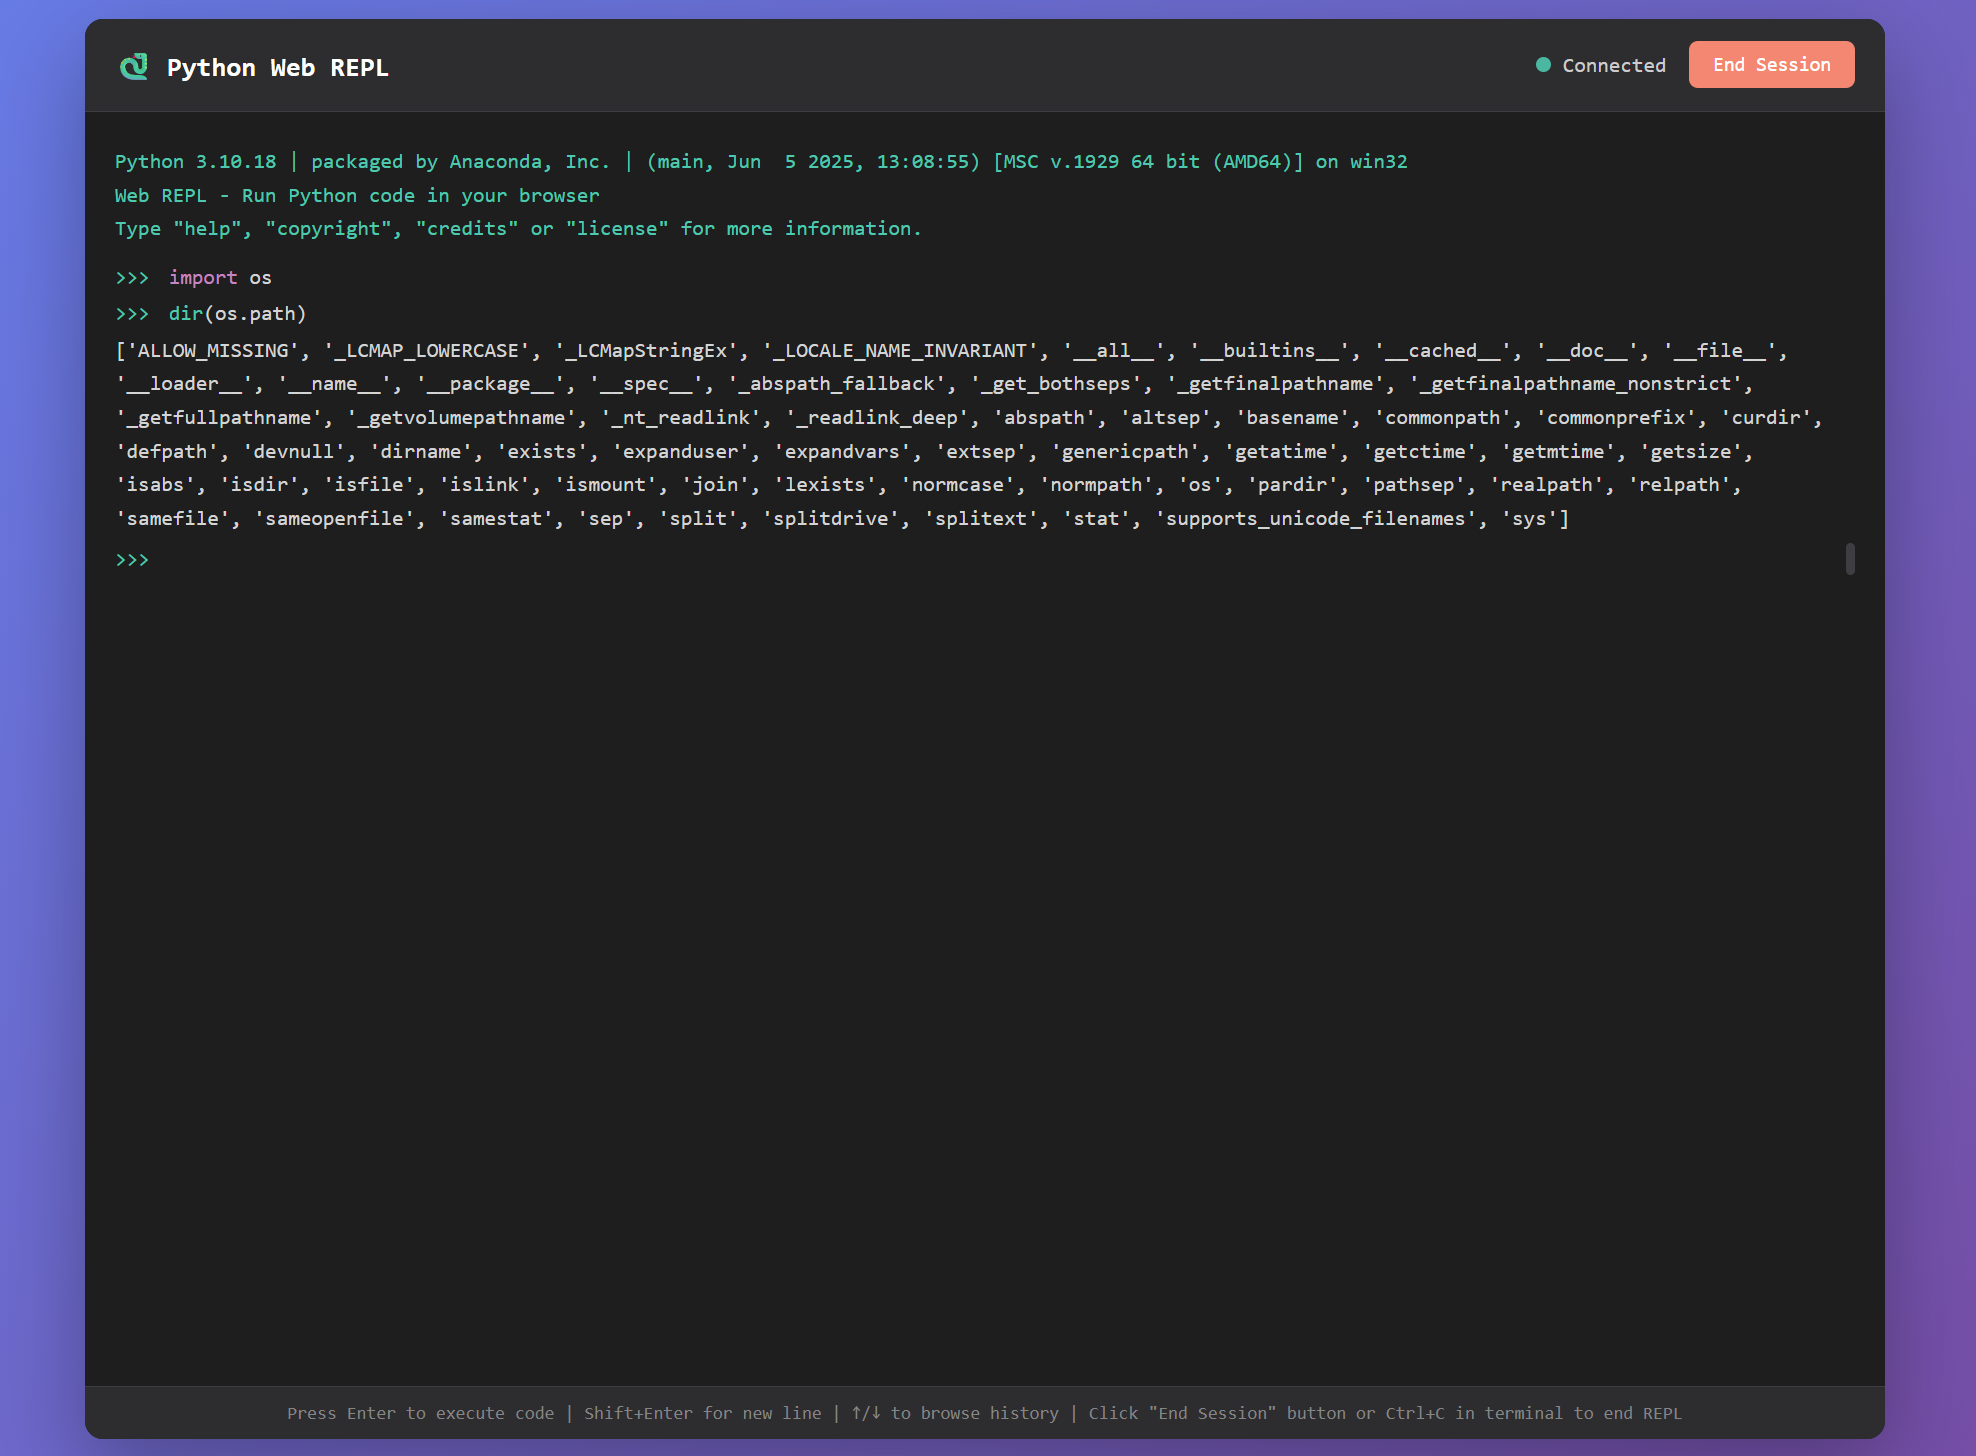 Python Web REPL
Connected
End Session
Python 3.10.18 | packaged by Anaconda, Inc. | (main, Jun  5 2025, 13:08:55) [MSC v.1929 64 bit (AMD64)] on win32
Web REPL - Run Python code in your browser
Type "help", "copyright", "credits" or "license" for more information.
>>> import os
>>> dir(os.path)
['ALLOW_MISSING', '_LCMAP_LOWERCASE', '_LCMapStringEx', '_LOCALE_NAME_INVARIANT', '__all__', '__builtins__', '__cached__', '__doc__', '__file__',
'__loader__', '__name__', '__package__', '__spec__', '_abspath_fallback', '_get_bothseps', '_getfinalpathname', '_getfinalpathname_nonstrict',
'_getfullpathname', '_getvolumepathname', '_nt_readlink', '_readlink_deep', 'abspath', 'altsep', 'basename', 'commonpath', 'commonprefix', 'curdir',
'defpath', 'devnull', 'dirname', 'exists', 'expanduser', 'expandvars', 'extsep', 'genericpath', 'getatime', 'getctime', 'getmtime', 'getsize',
'isabs', 'isdir', 'isfile', 'islink', 'ismount', 'join', 'lexists', 'normcase', 'normpath', 'os', 'pardir', 'pathsep', 'realpath', 'relpath',
'samefile', 'sameopenfile', 'samestat', 'sep', 'split', 'splitdrive', 'splitext', 'stat', 'supports_unicode_filenames', 'sys']
>>>
Press Enter to execute code | Shift+Enter for new line | ↑/↓ to browse history | Click "End Session" button or Ctrl+C in terminal to end REPL